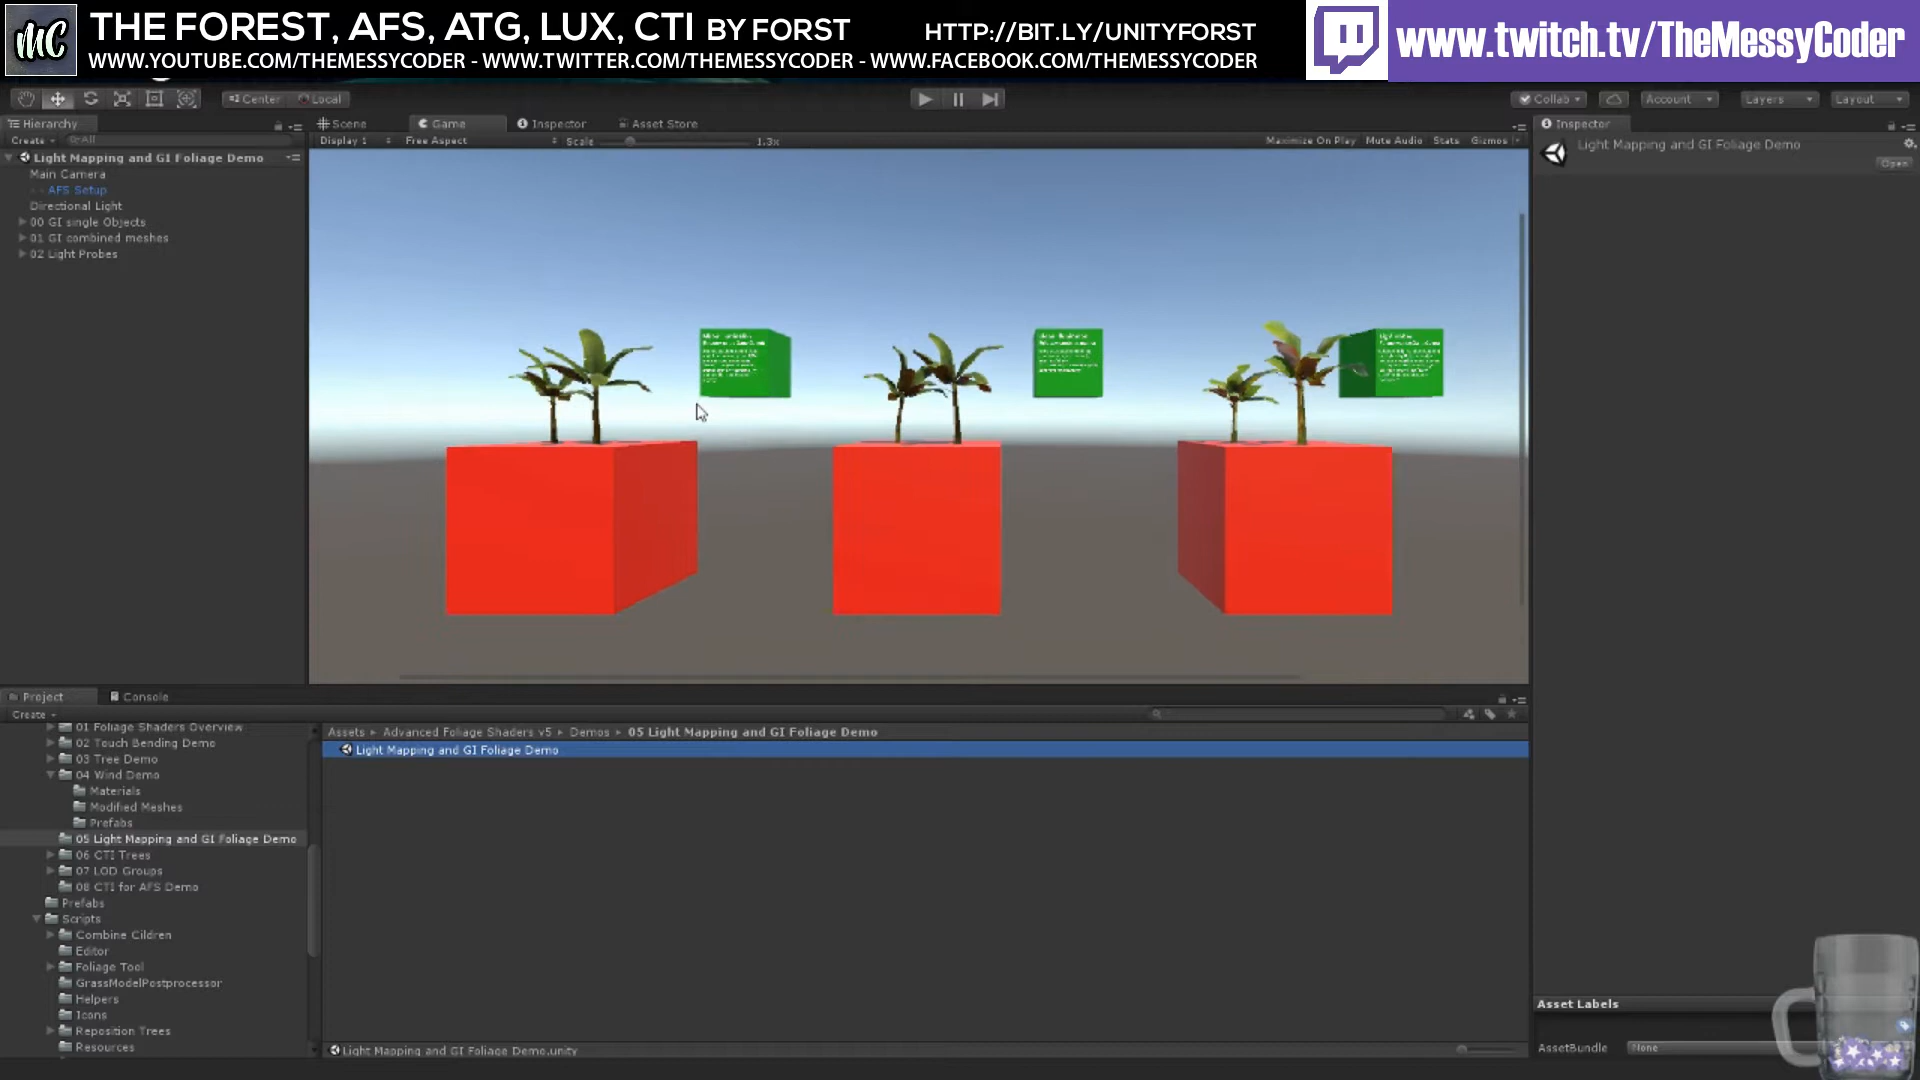 MC
THE FOREST, AFS, ATG, LUX, CTI BY FORST
HTTP://BIT.LY/UNITYFORST
WWW.YOUTUBE.COM/THEMESSYCODER - WWW.TWITTER.COM/THEMESSYCODER - WWW.FACEBOOK.COM/THEMESSYCODER
www.twitch.tv/TheMessyCoder
Center
Local
Collab
Account
Layers
Layout
Hierarchy
Scene
Game
Inspector
Asset Store
Inspector
Create
All
Display 1
Free Aspect
Scale
1.3x
Maximize On Play
Mute Audio
Stats
Gizmos
Light Mapping and GI Foliage Demo
Open
Light Mapping and GI Foliage Demo
Main Camera
AFS Setup
Directional Light
00 GI single Objects
01 GI combined meshes
02 Light Probes
Project
Console
Create
01 Foliage Shaders Overview
02 Touch Bending Demo
03 Tree Demo
04 Wind Demo
Materials
Modified Meshes
Prefabs
05 Light Mapping and GI Foliage Demo
06 CTI Trees
07 LOD Groups
08 CTI for AFS Demo
Prefabs
Scripts
Combine Cildren
Editor
Foliage Tool
GrassModelPostprocessor
Helpers
Icons
Reposition Trees
Resources
Assets
Advanced Foliage Shaders v5
Demos
05 Light Mapping and GI Foliage Demo
Light Mapping and GI Foliage Demo
Light Mapping and GI Foliage Demo.unity
Asset Labels
AssetBundle
None